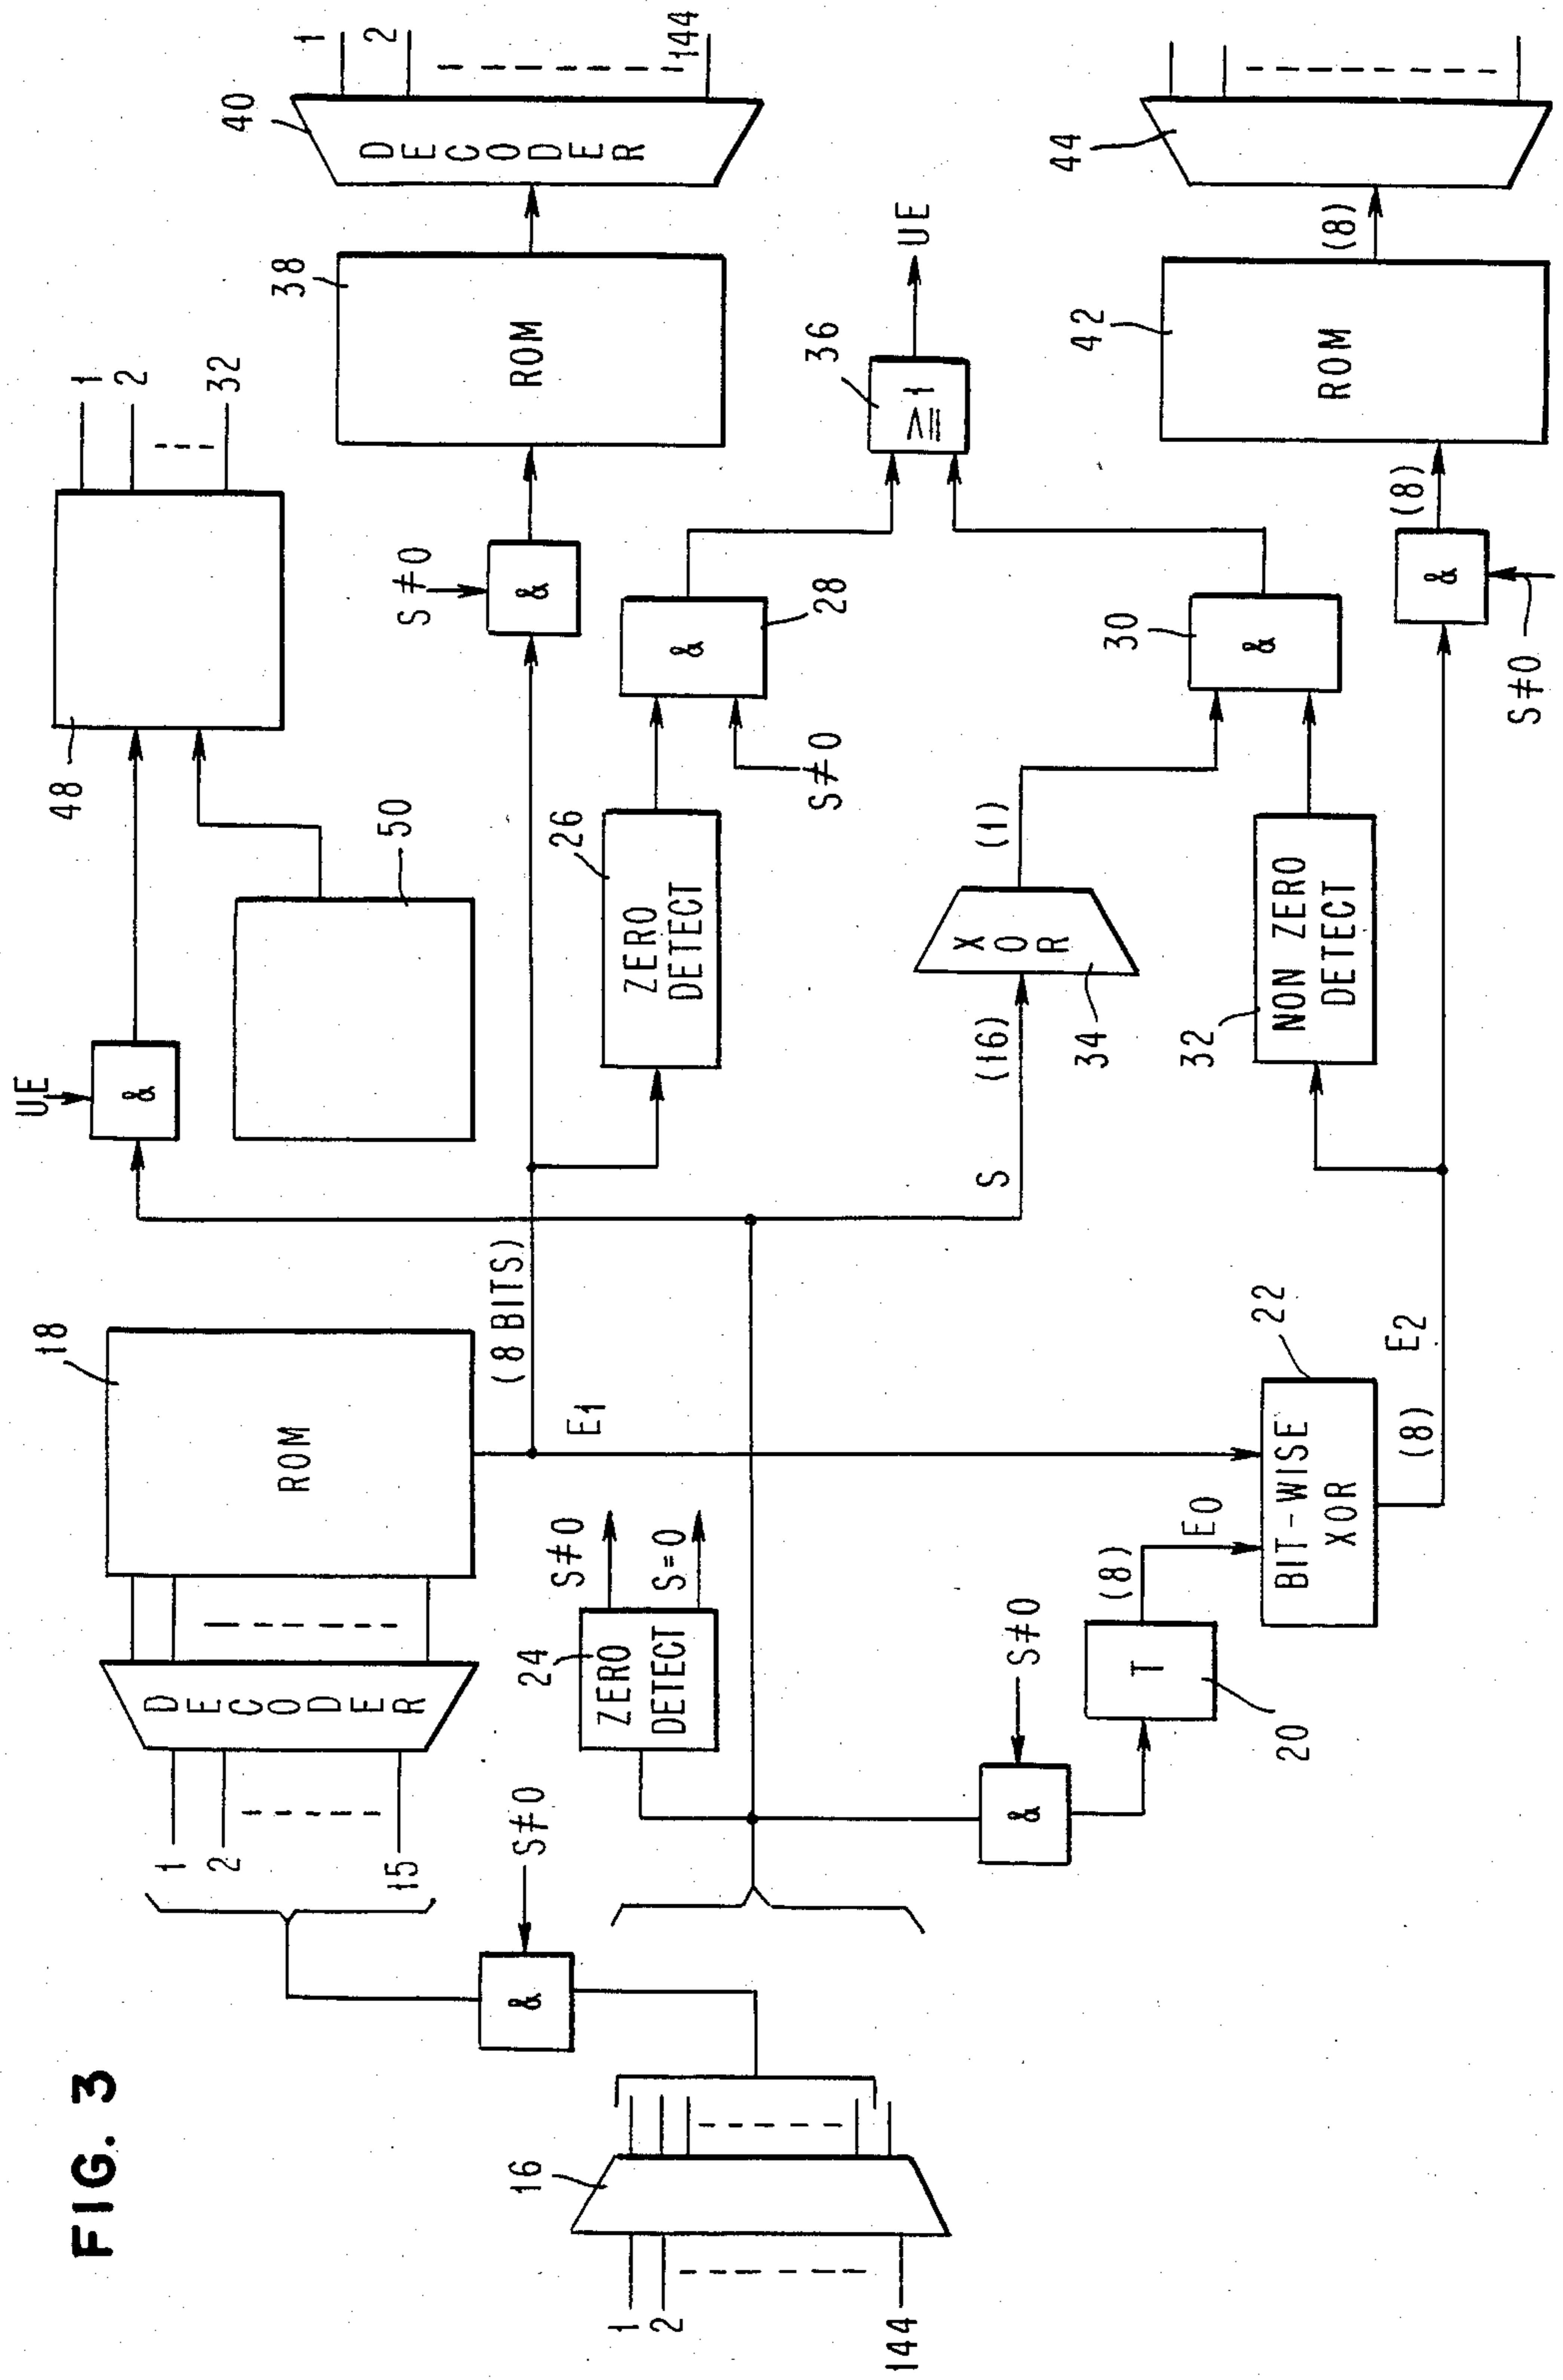 FIG. 3
1
2
144
16
&
S≠0
1
2
15
DECODER
ROM
18
24
ZERO
DETECT
S≠0
S=0
&
S≠0
T
20
(8)
E0
BIT-WISE
XOR
22
(8)
E2
E1
(8 BITS)
S
(16)
XOR
34
(1)
UE
&
50
48
1
2
32
26
ZERO
DETECT
S≠0
&
28
S≠0
&
ROM
38
DECODER
40
1
2
144
32
NON ZERO
DETECT
30
&
36
≥1
UE
S≠0
&
(8)
ROM
42
(8)
44